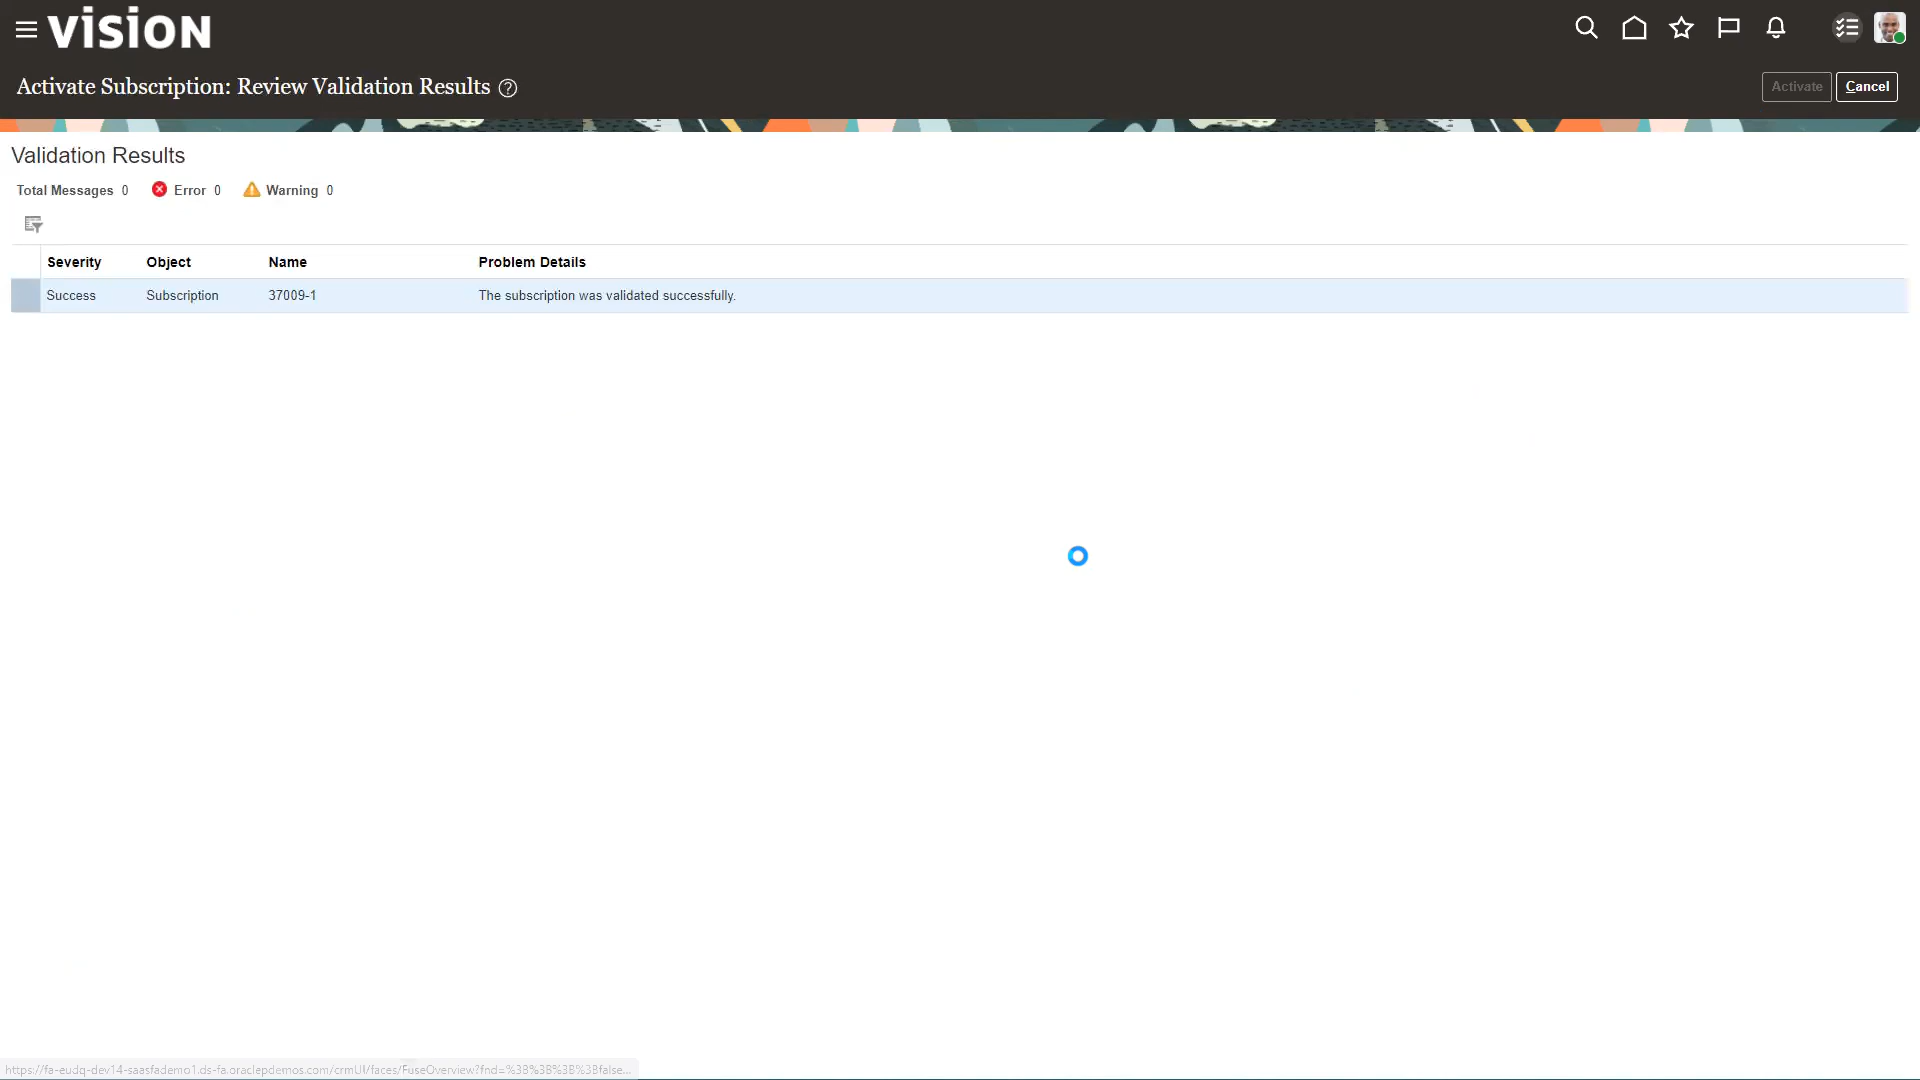 vision
Activate Subscription: Review Validation Results ?
Activate Cancel
Validation Results
Total Messages 0 Error 0 Warning 0
Severity Object Name Problem Details
Success Subscription 37009-1 The subscription was validated successfully.
https://fa-eudq-dev14-saasfademo1.ds-fa.oraclepdemos.com/crmUI/faces/FuseOverview?fnd=%3B%3B%3B%3Bfalse...